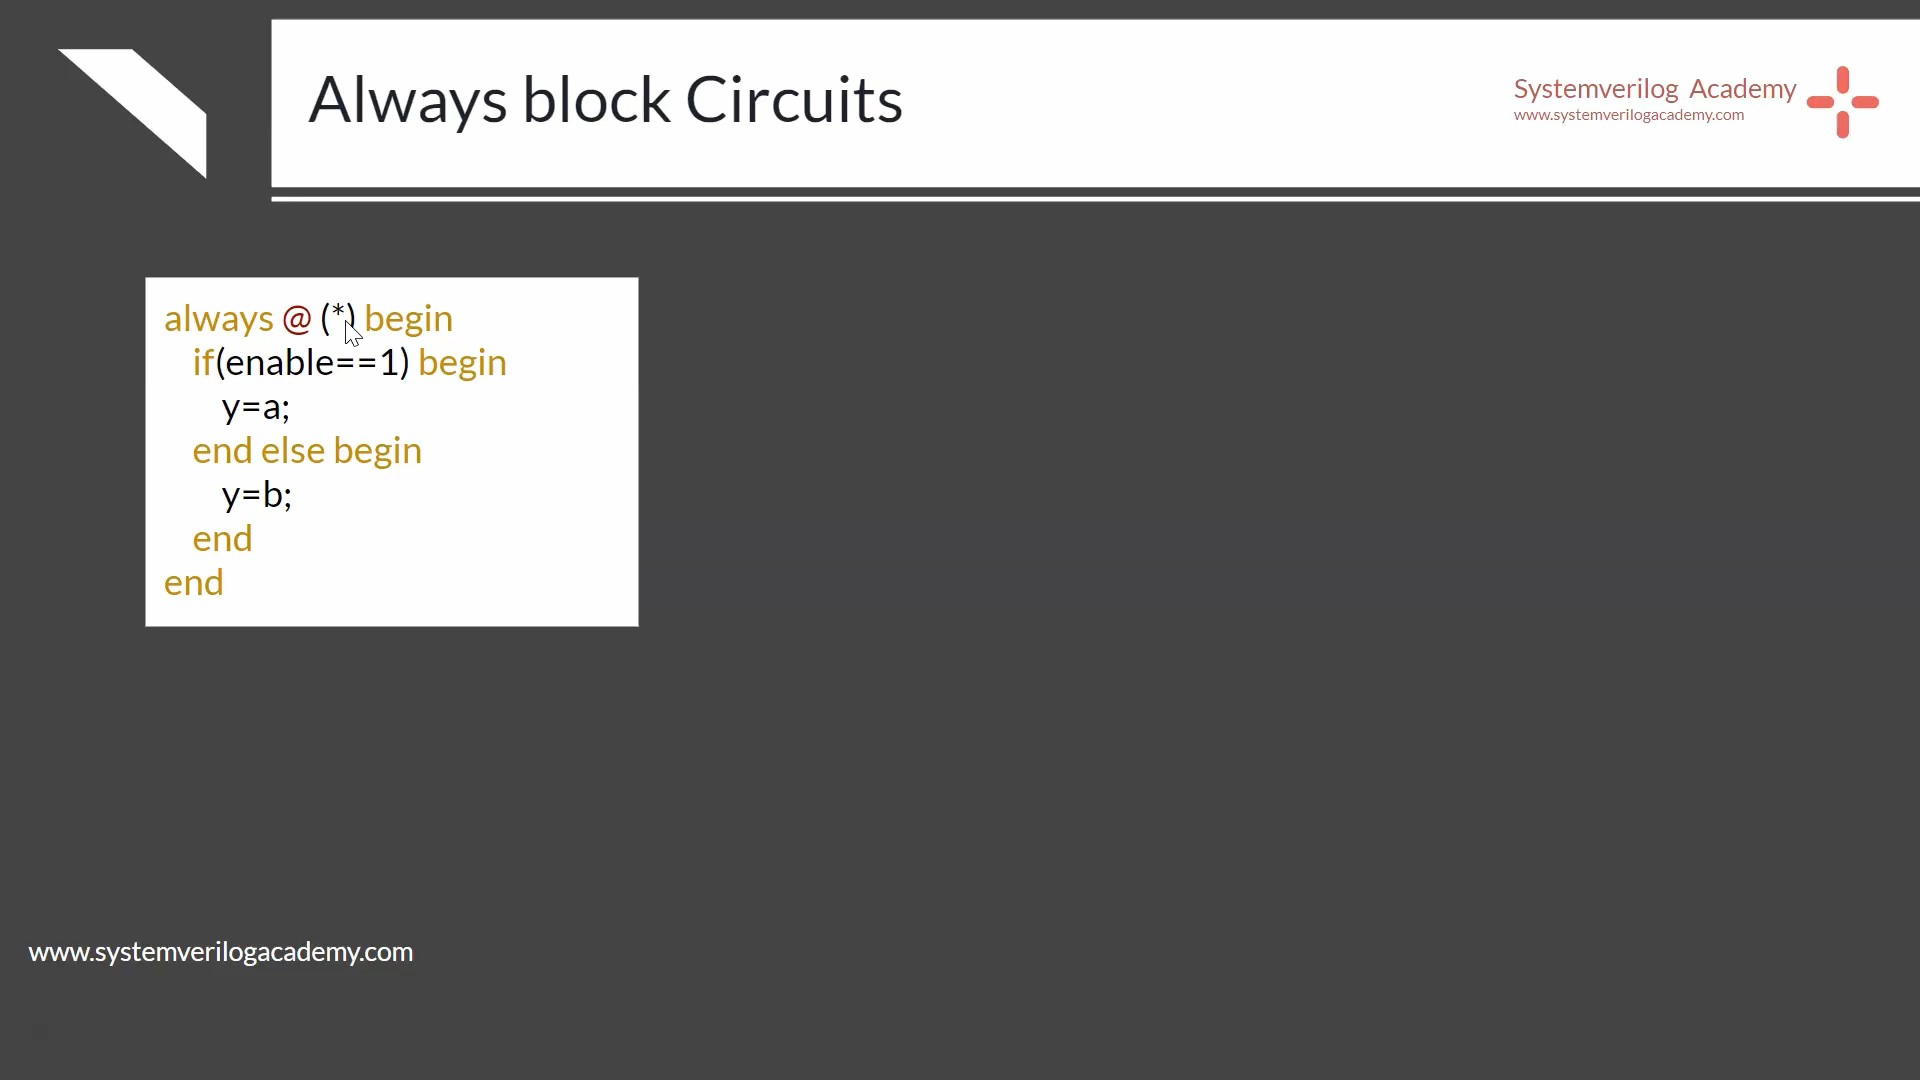 Always block Circuits
Systemverilog Academy
www.systemverilogacademy.com
always @ (*) begin
if(enable==1) begin
y=a;
end else begin
y=b;
end
end
www.systemverilogacademy.com